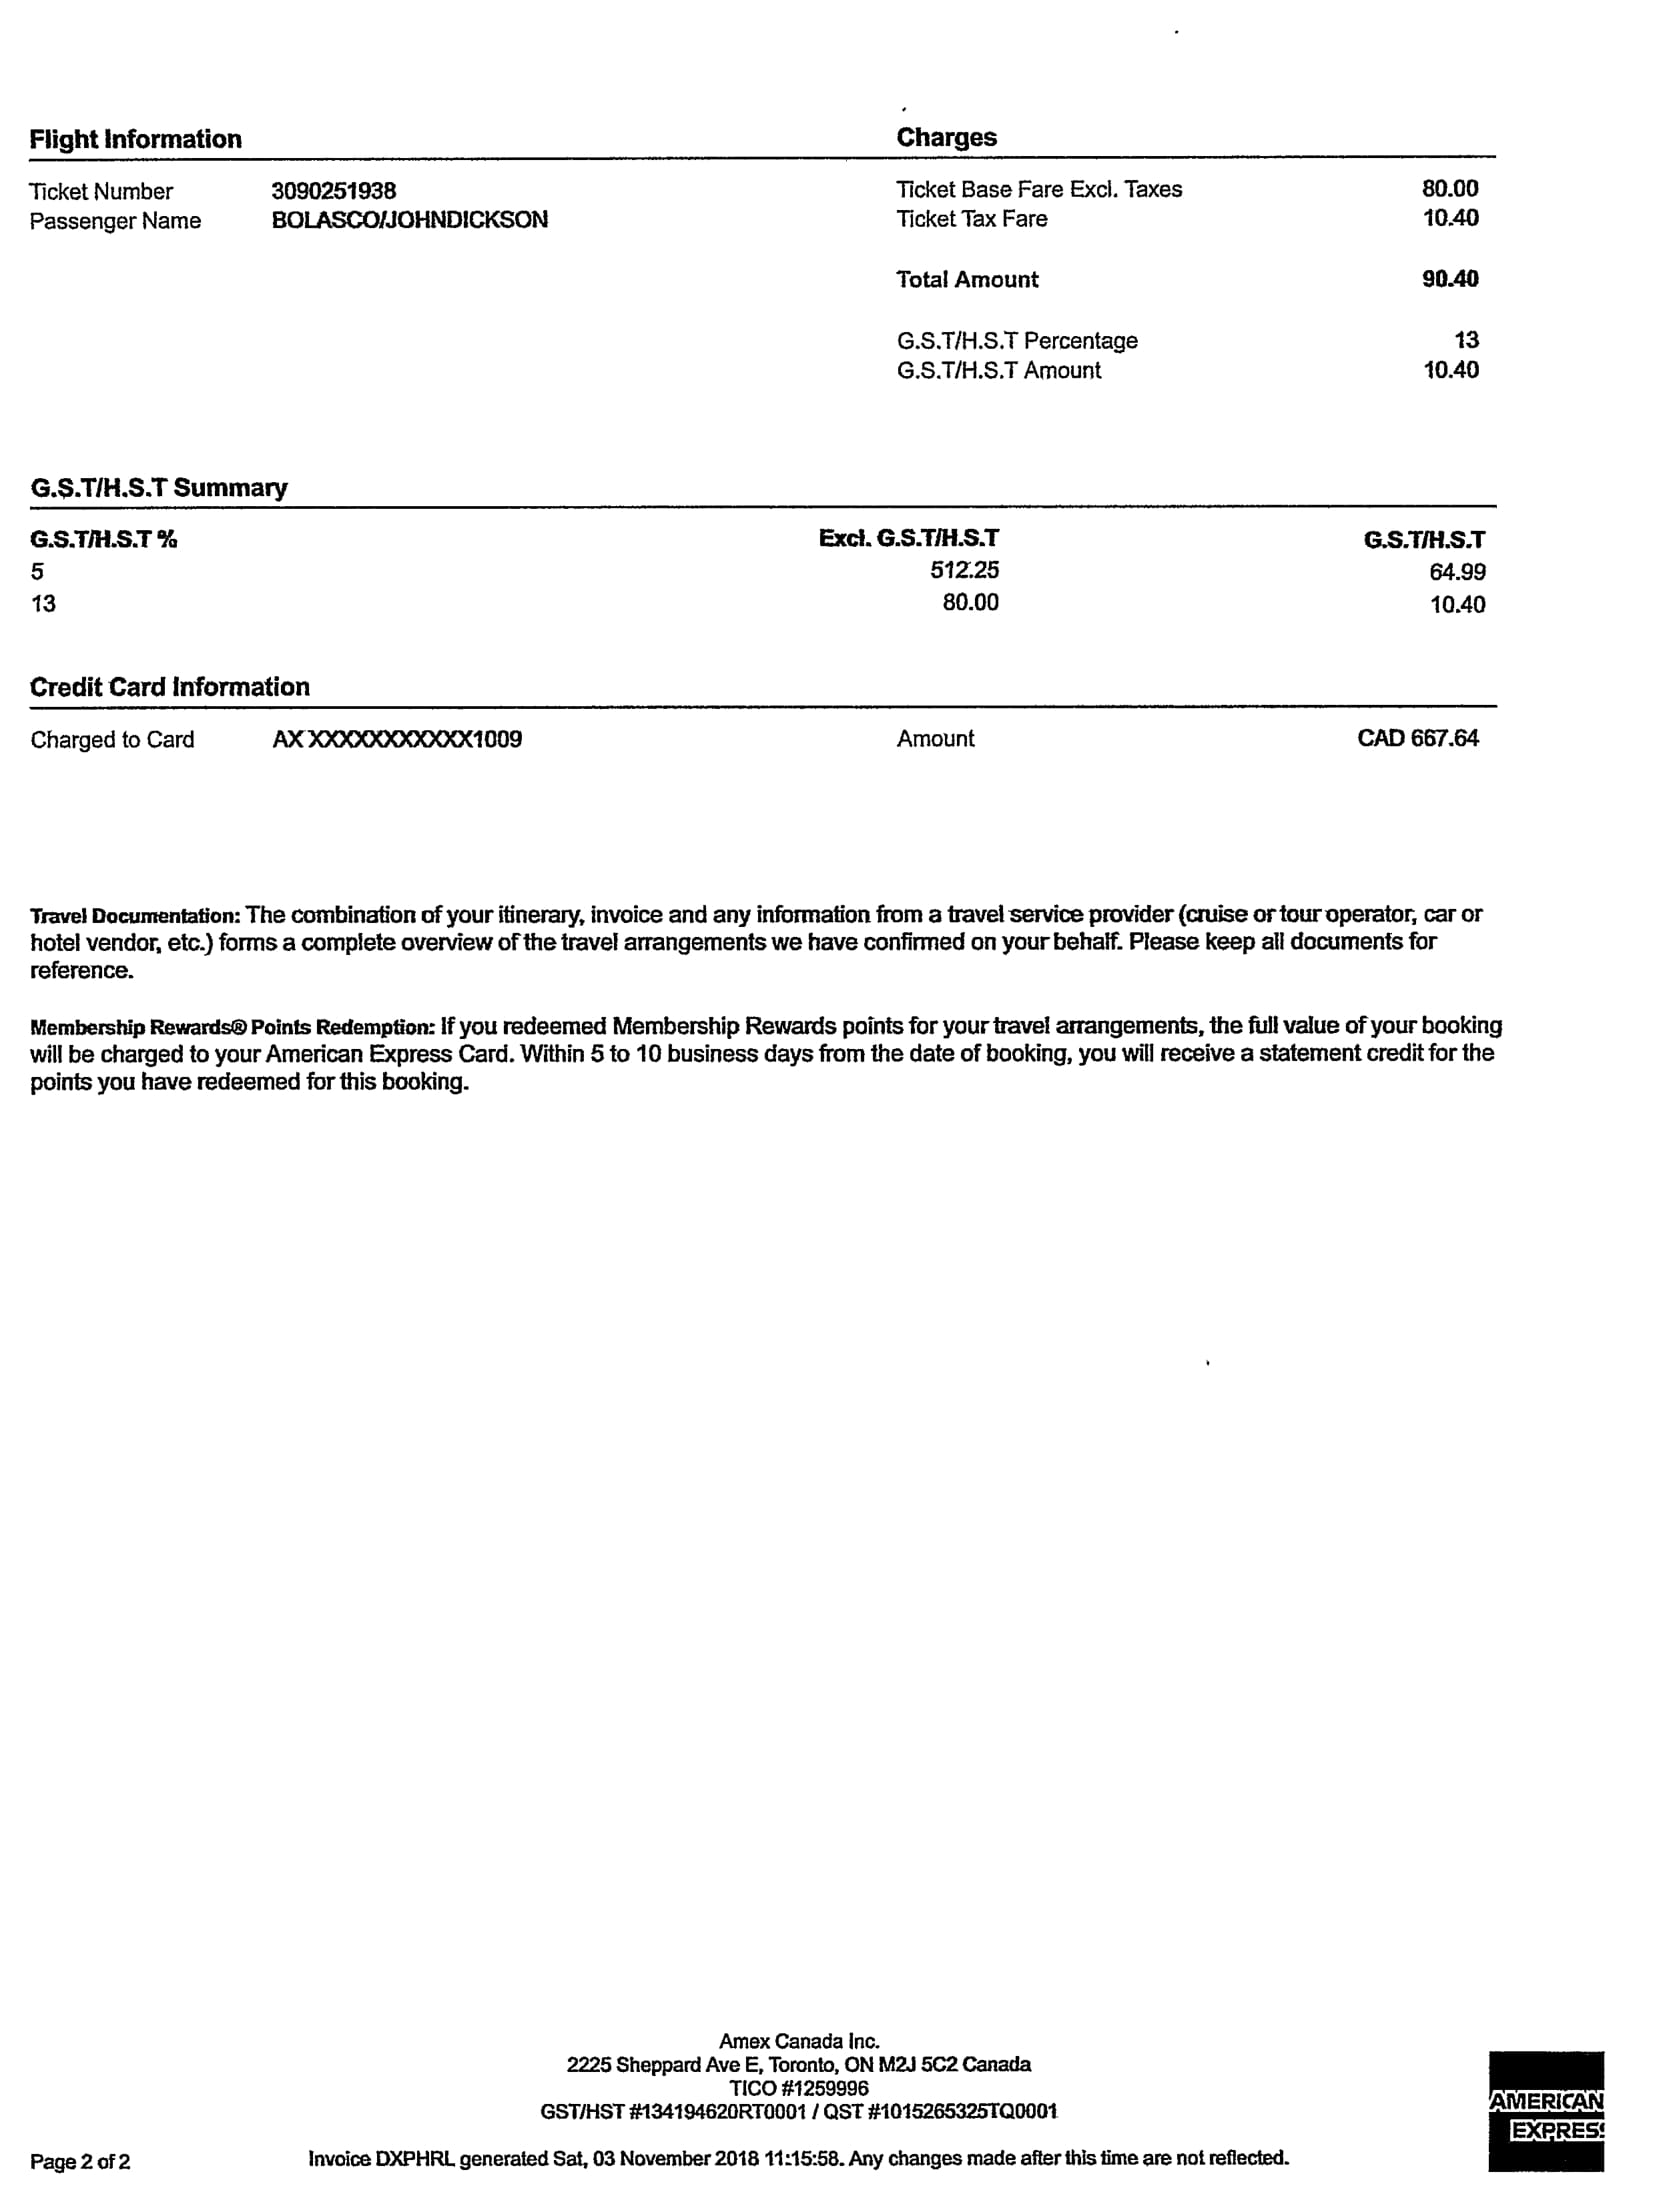 Flight Information Charges
Ticket Number 3090251938 Ticket Base Fare Excl. Taxes 80.00
Passenger Name BOLASCO/JOHNDICKSON Ticket Tax Fare 10.40
Total Amount 90.40
G.S.T/H.S.T Percentage 13
G.S.T/H.S.T Amount 10.40
G.S.T/H.S.T Summary
G.S.T/H.S.T % Excl. G.S.T/H.S.T G.S.T/H.S.T
5 512.25 64.99
13 80.00 10.40
Credit Card Information
Charged to Card AX XXXXXXXXXXX1009 Amount CAD 667.64
Travel Documentation: The combination of your itinerary, invoice and any information from a travel service provider (cruise or tour operator, car or
hotel vendor, etc.) forms a complete overview of the travel arrangements we have confirmed on your behalf. Please keep all documents for
reference.
Membership Rewards® Points Redemption: If you redeemed Membership Rewards points for your travel arrangements, the full value of your booking
will be charged to your American Express Card. Within 5 to 10 business days from the date of booking, you will receive a statement credit for the
points you have redeemed for this booking.
Amex Canada Inc.
2225 Sheppard Ave E, Toronto, ON M2J 5C2 Canada
TICO #1259996
GST/HST #134194620RT0001 / QST #1015265325TQ0001
AMERICAN
EXPRESS
Page 2 of 2 Invoice DXPHRL generated Sat, 03 November 2018 11:15:58. Any changes made after this time are not reflected.